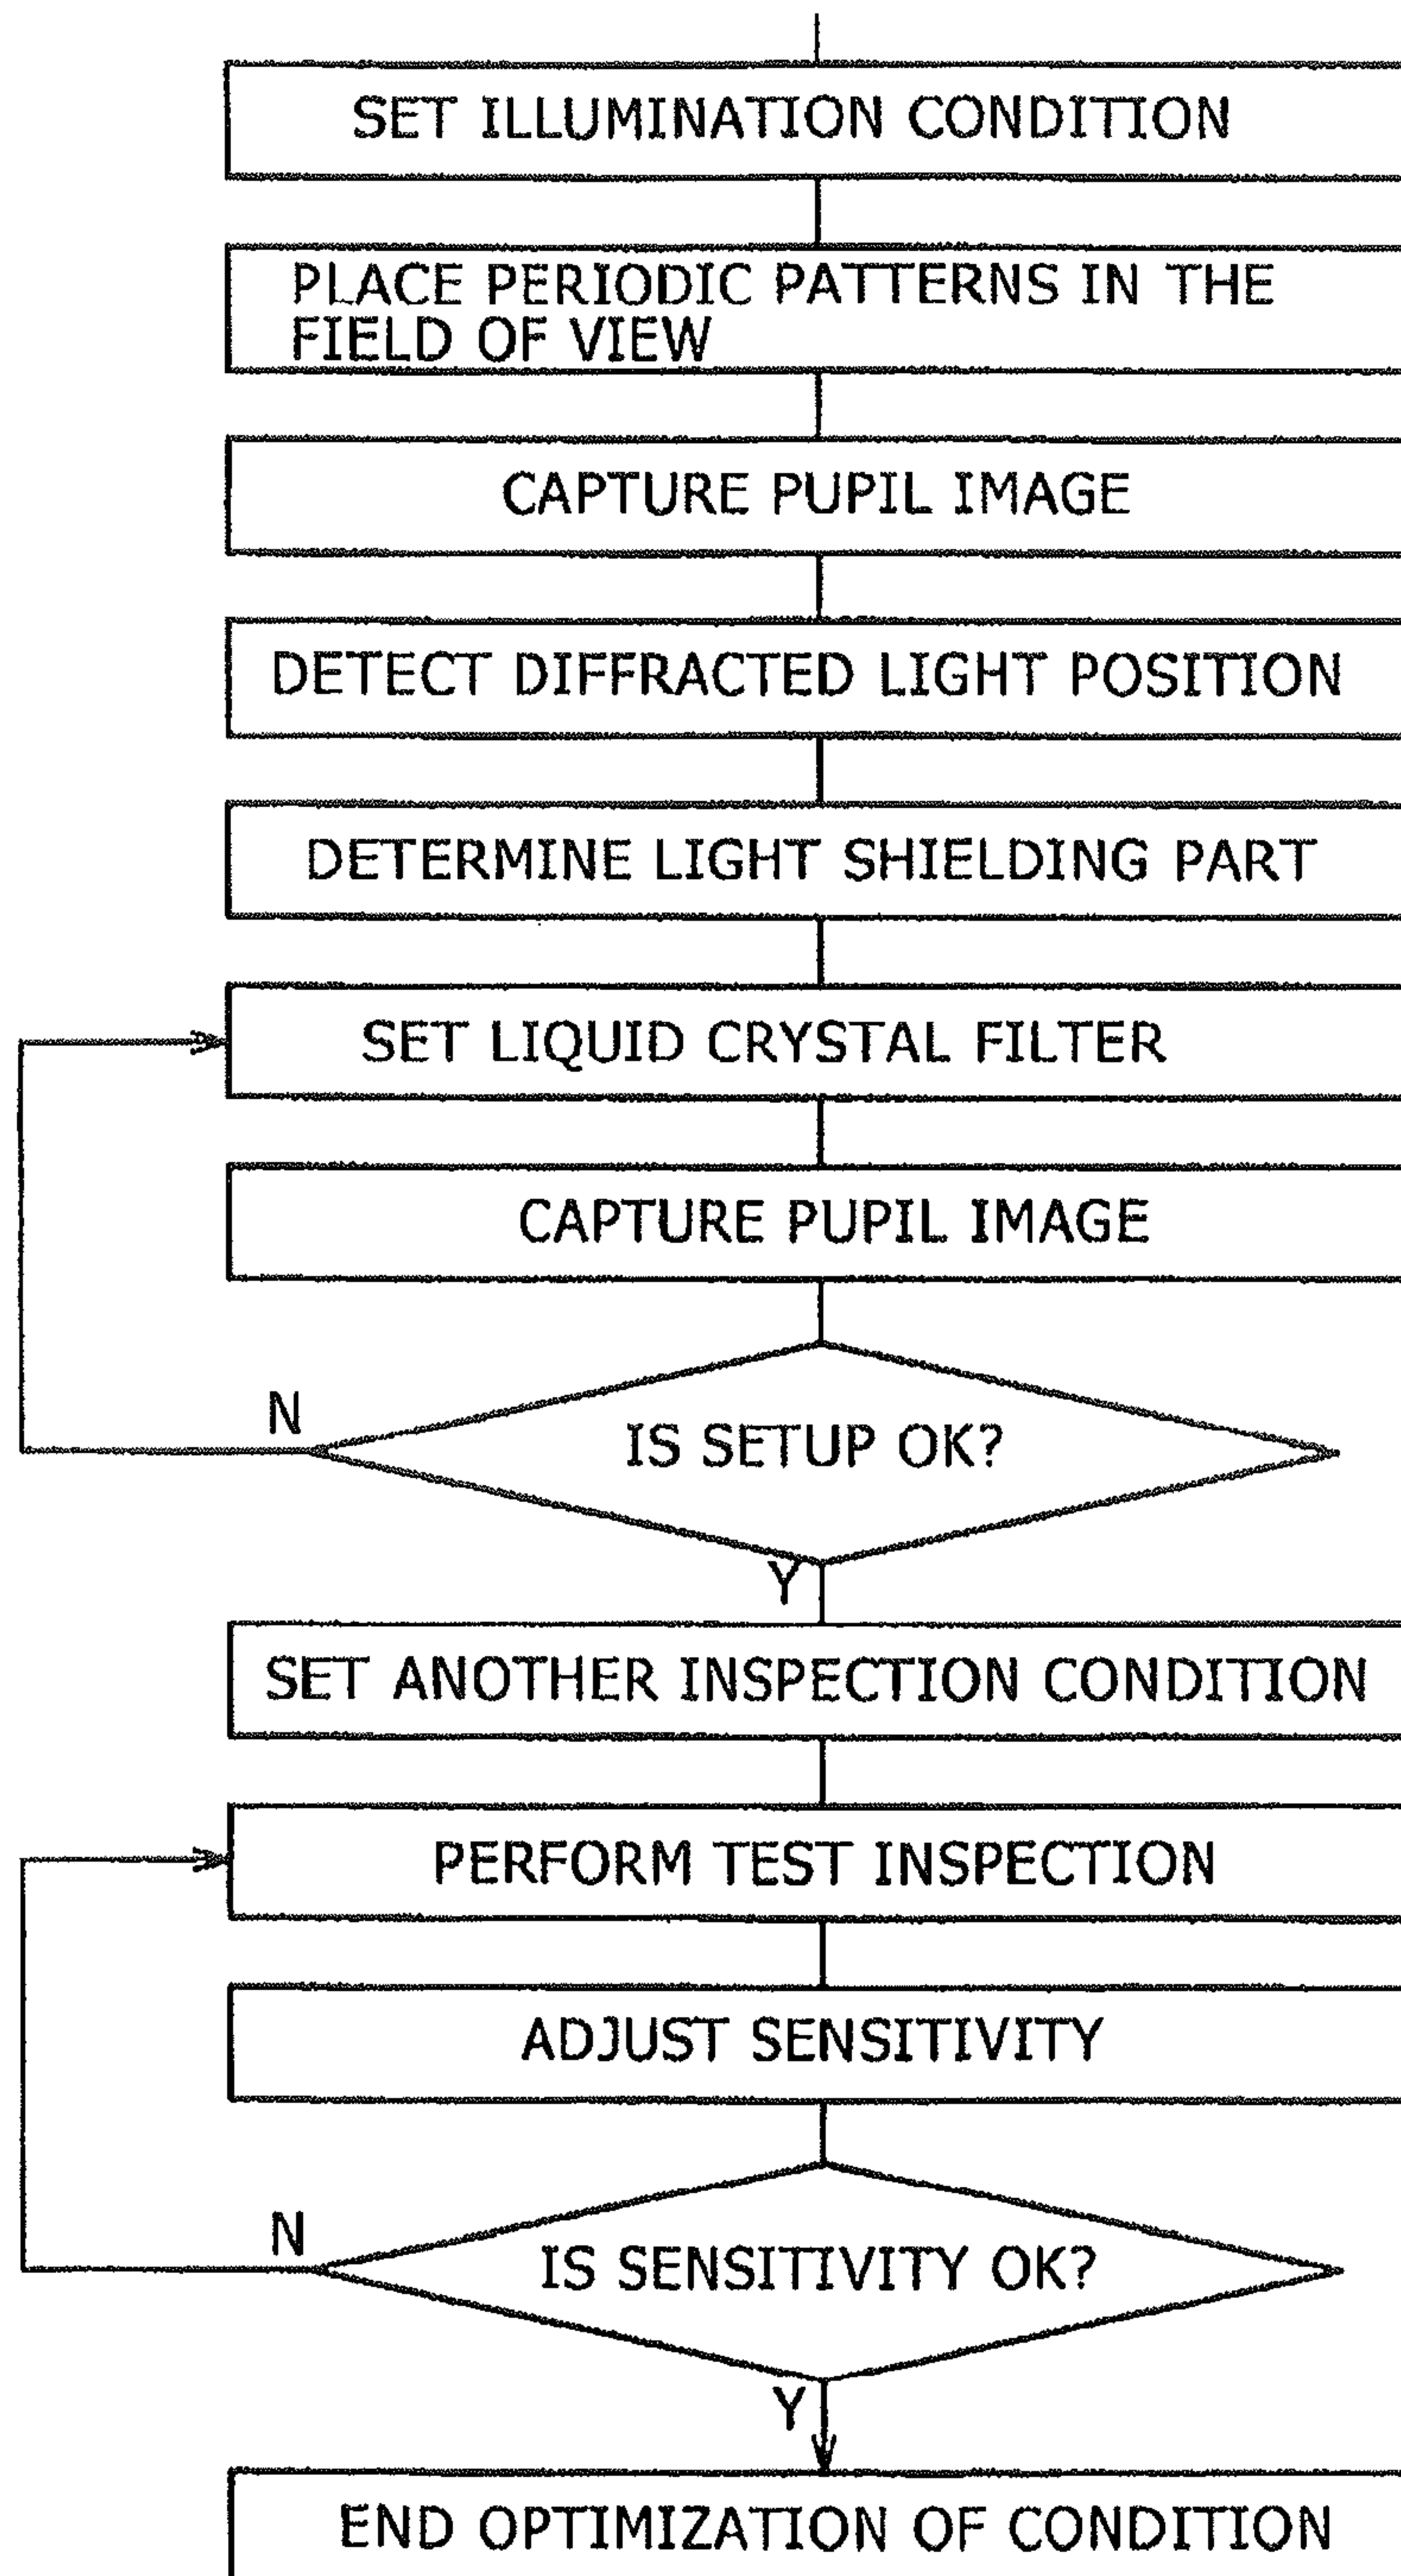 SET ILLUMINATION CONDITION
PLACE PERIODIC PATTERNS IN THE
FIELD OF VIEW
CAPTURE PUPIL IMAGE
DETECT DIFFRACTED LIGHT POSITION
DETERMINE LIGHT SHIELDING PART
SET LIQUID CRYSTAL FILTER
CAPTURE PUPIL IMAGE
N
IS SETUP OK?
Y
SET ANOTHER INSPECTION CONDITION
PERFORM TEST INSPECTION
ADJUST SENSITIVITY
N
IS SENSITIVITY OK?
Y
END OPTIMIZATION OF CONDITION